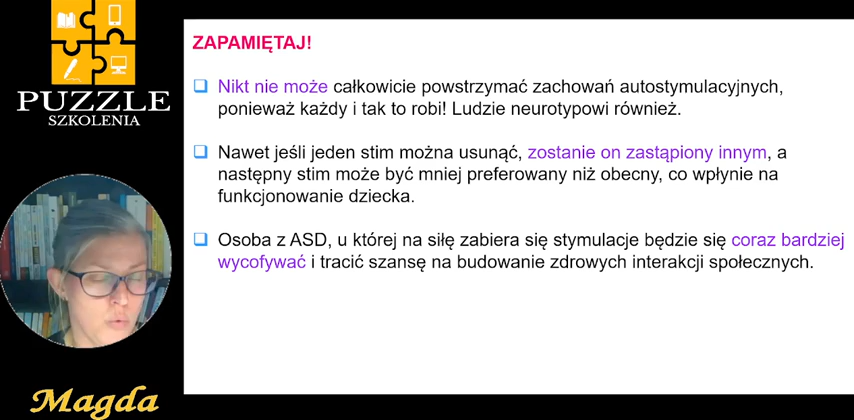 PUZZLE
SZKOLENIA
Magda
ZAPAMIĘTAJ!
Nikt nie może całkowicie powstrzymać zachowań autostymulacyjnych,
ponieważ każdy i tak to robi! Ludzie neurotypowi również.
Nawet jeśli jeden stim można usunąć, zostanie on zastąpiony innym, a
następny stim może być mniej preferowany niż obecny, co wpłynie na
funkcjonowanie dziecka.
Osoba z ASD, u której na siłę zabiera się stymulacje będzie się coraz bardziej
wycofywać i tracić szansę na budowanie zdrowych interakcji społecznych.